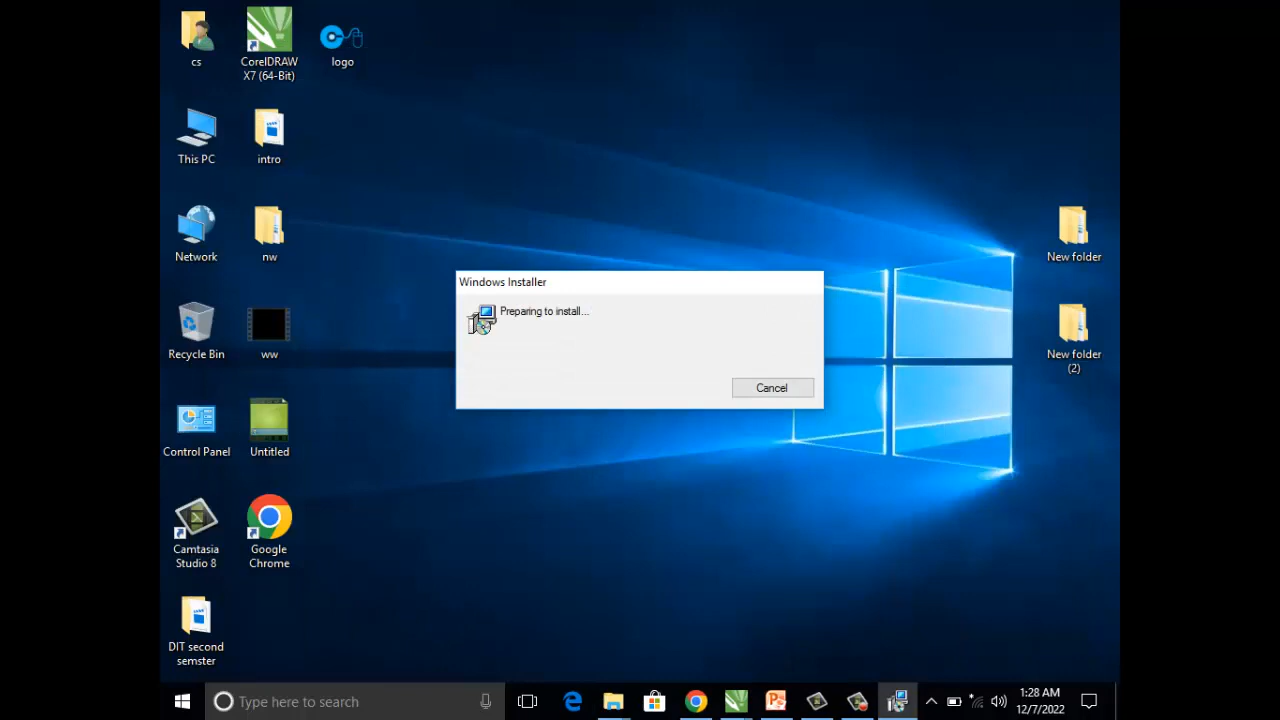 cs
CorelDRAW
X7 (64-Bit)
logo
This PC
intro
Network
nw
New folder
Windows Installer
Preparing to install...
Cancel
Recycle Bin
ww
New folder
(2)
Control Panel
Untitled
Camtasia
Studio 8
Google
Chrome
DIT second
semster
Type here to search
1:28 AM
12/7/2022